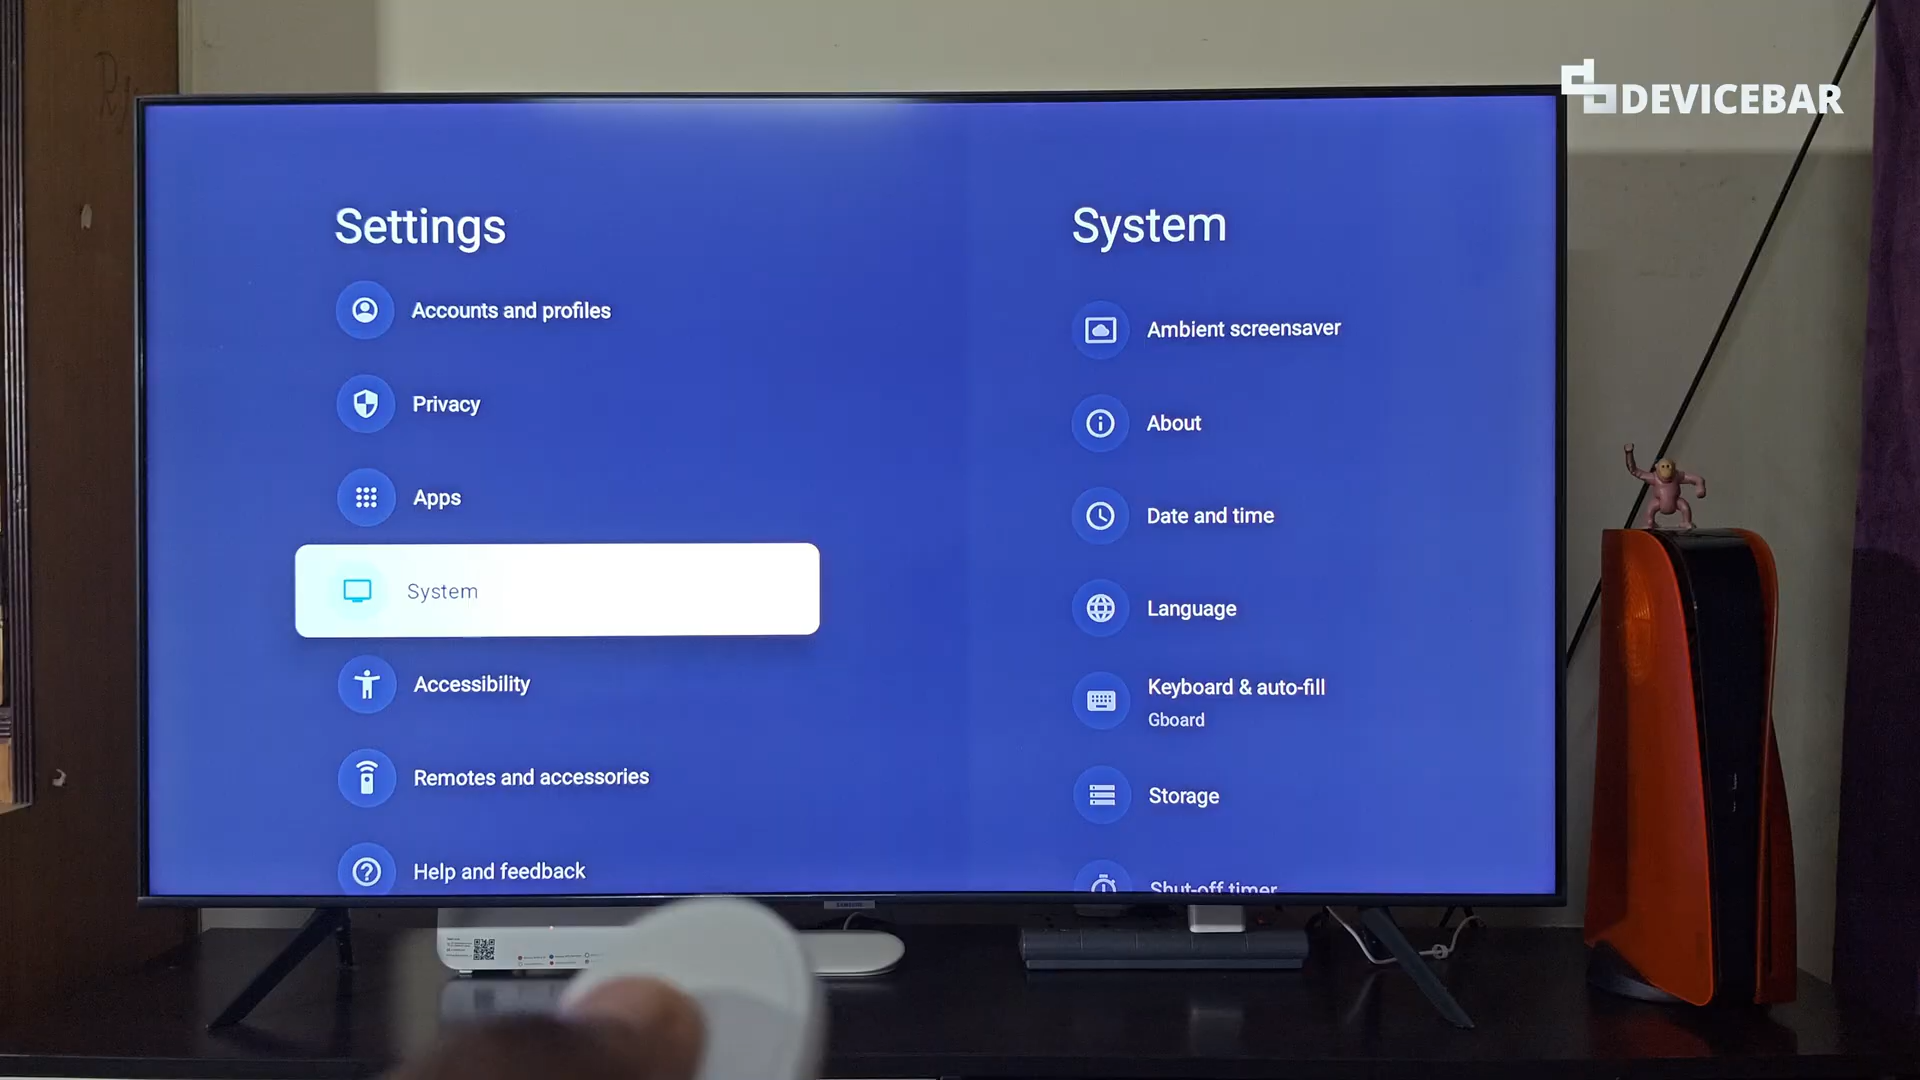 DEVICEBAR
Settings
Accounts and profiles
Privacy
Apps
System
Accessibility
Remotes and accessories
Help and feedback
System
Ambient screensaver
About
Date and time
Language
Keyboard & auto-fill
Gboard
Storage
Shut-off timer
SAMSUNG